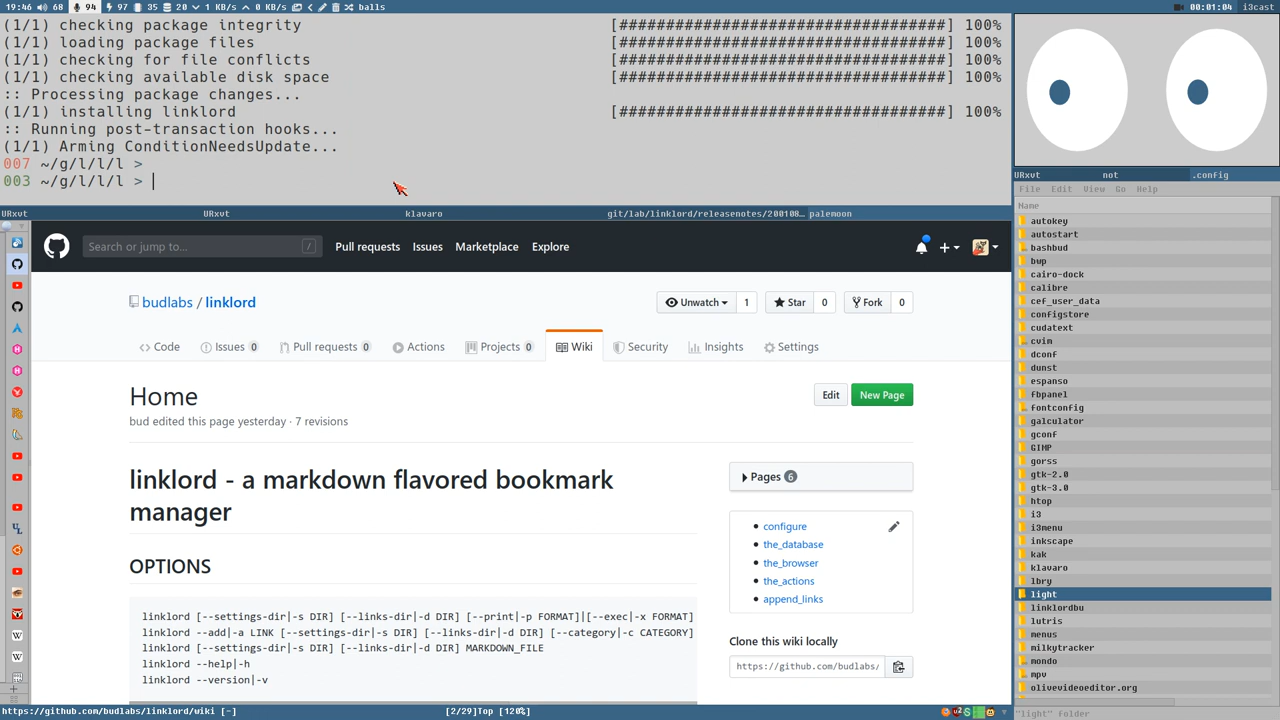 19:46 68 94 97 35 20 1 KB/s 0 KB/s balls 00:01:04 i3cast
(1/1) checking package integrity [####################################] 100%
(1/1) loading package files [####################################] 100%
(1/1) checking for file conflicts [####################################] 100%
(1/1) checking available disk space [####################################] 100%
:: Processing package changes...
(1/1) installing linklord [####################################] 100%
:: Running post-transaction hooks...
(1/1) Arming ConditionNeedsUpdate...
007 ~/g/l/l/l >
003 ~/g/l/l/l >
URxvt URxvt klavaro git/lab/linklord/releasenotes/200108... palemoon
Search or jump to... /
Pull requests Issues Marketplace Explore
budlabs / linklord
Unwatch 1 Star 0 Fork 0
Code Issues 0 Pull requests 0 Actions Projects 0 Wiki Security Insights Settings
Home
Edit New Page
bud edited this page yesterday · 7 revisions
linklord - a markdown flavored bookmark
manager
OPTIONS
linklord [--settings-dir|-s DIR] [--links-dir|-d DIR] [--print|-p FORMAT]|[--exec|-x FORMAT]
linklord --add|-a LINK [--settings-dir|-s DIR] [--links-dir|-d DIR] [--category|-c CATEGORY]
linklord [--settings-dir|-s DIR] [--links-dir|-d DIR] MARKDOWN_FILE
linklord --help|-h
linklord --version|-v
Pages 6
configure
the_database
the_browser
the_actions
append_links
Clone this wiki locally
https://github.com/budlabs/
https://github.com/budlabs/linklord/wiki [-] [2/29]Top [120%]
URxvt not .config
File Edit View Go Help
Name
autokey
autostart
bashbud
bwp
cairo-dock
calibre
cef_user_data
configstore
cudatext
cvim
dconf
dunst
espanso
fbpanel
fontconfig
galculator
gconf
GIMP
gorss
gtk-2.0
gtk-3.0
htop
i3
i3menu
inkscape
kak
klavaro
lbry
light
linklordbu
lutris
menus
milkytracker
mondo
mpv
olivevideoeditor.org
"light" folder